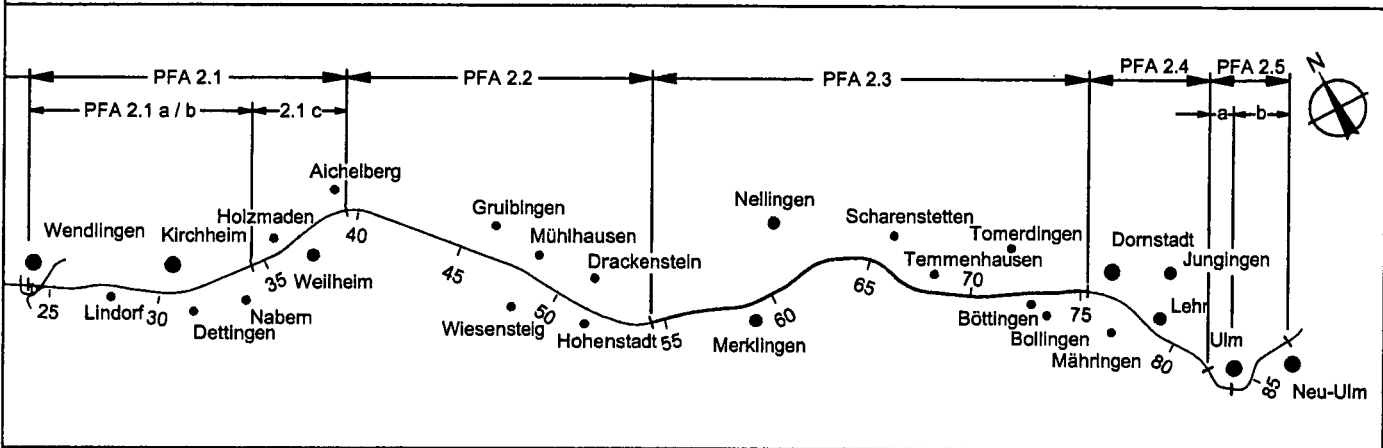 PFA 2.1
PFA 2.2
PFA 2.3
PFA 2.4
PFA 2.5
N
PFA 2.1 a / b
2.1 c
a
b
Aichelberg
Wendlingen
Kirchheim
Holzmaden
Weilheim
40
Gruibingen
Mühlhausen
Drackenstein
Nellingen
Scharenstetten
Tomerdingen
Temmenhausen
Dornstadt
Jungingen
25
Lindorf
30
Dettingen
Nabern
35
45
Wiesensteig
50
Hohenstadt
55
Merklingen
60
65
70
Böttingen
Bollingen
75
Mähringen
Lehr
80
Ulm
85
Neu-Ulm